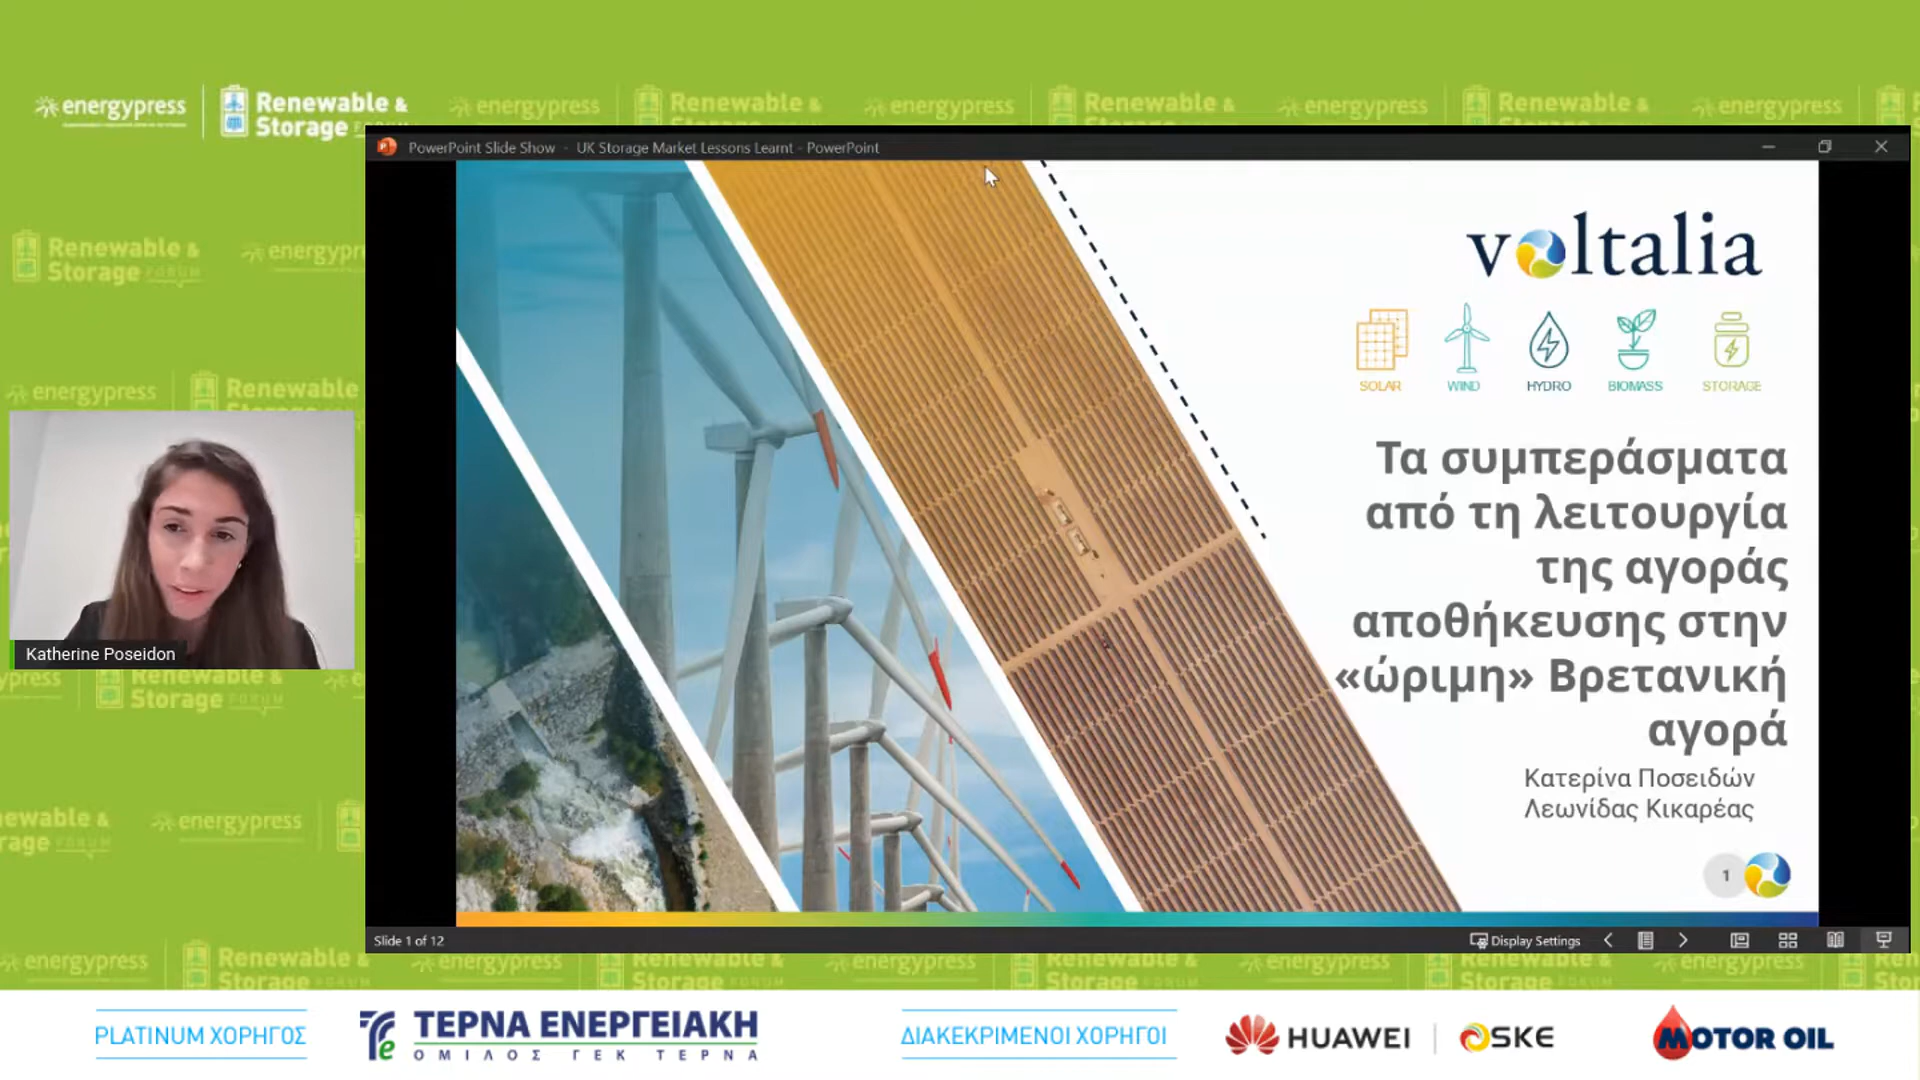 energypress
Renewable &
Storage FORUM
PowerPoint Slide Show - UK Storage Market Lessons Learnt - PowerPoint
voltalia
SOLAR WIND HYDRO BIOMASS STORAGE
Τα συμπεράσματα
από τη λειτουργία
της αγοράς
αποθήκευσης στην
«ώριμη» Βρετανική
αγορά
Κατερίνα Ποσειδών
Λεωνίδας Κικαρέας
1
Katherine Poseidon
Slide 1 of 12
Display Settings
PLATINUM ΧΟΡΗΓΟΣ
ΤΕΡΝΑ ΕΝΕΡΓΕΙΑΚΗ
ΟΜΙΛΟΣ ΓΕΚ ΤΕΡΝΑ
ΔΙΑΚΕΚΡΙΜΕΝΟΙ ΧΟΡΗΓΟΙ
HUAWEI
SKE
MOTOR OIL